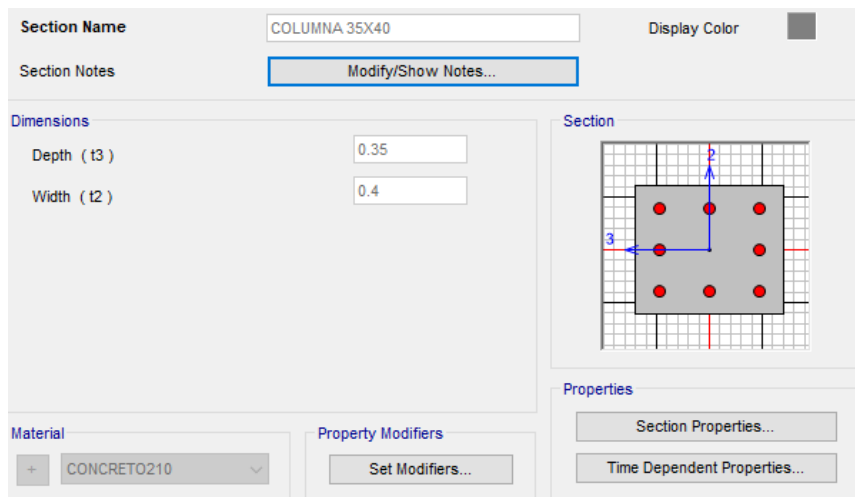 Section Name COLUMNA 35X40 Display Color
Section Notes Modify/Show Notes...
Dimensions
Depth ( t3 ) 0.35
Width ( t2 ) 0.4
Section
2
3
Properties
Section Properties...
Time Dependent Properties...
Material
+ CONCRETO210
Property Modifiers
Set Modifiers...